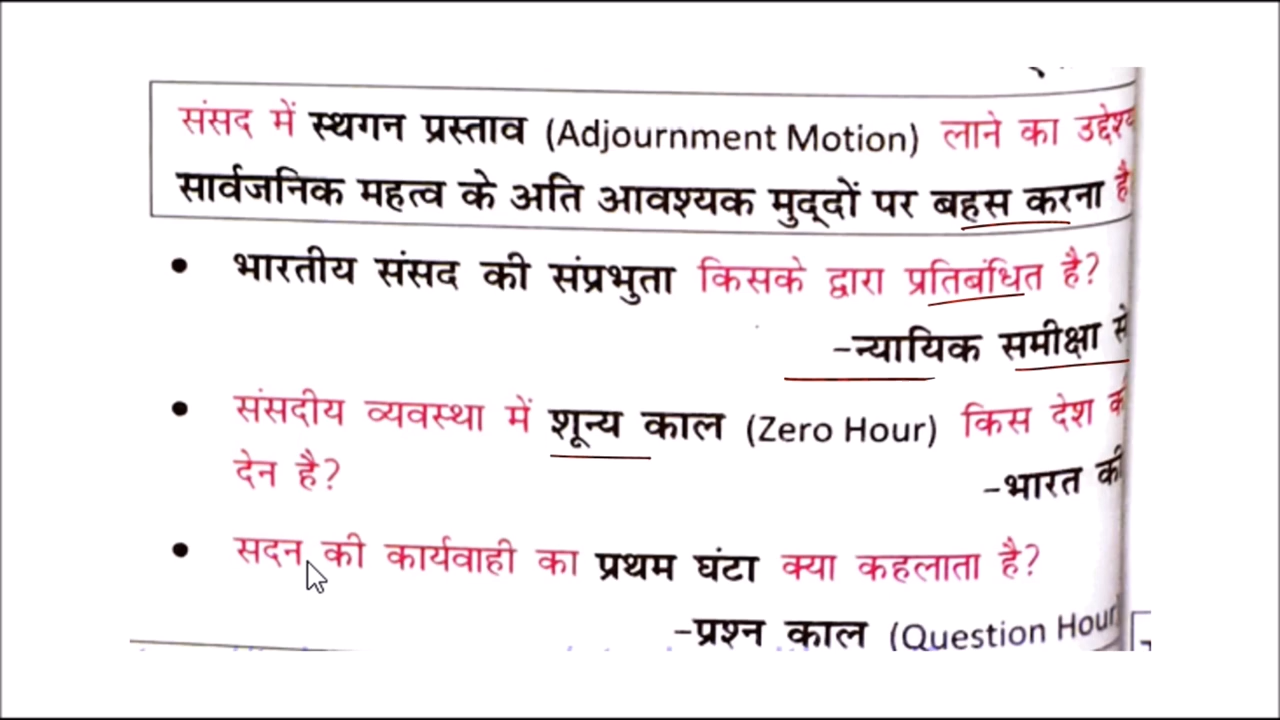 संसद में स्थगन प्रस्ताव (Adjournment Motion) लाने का उद्देश्य
सार्वजनिक महत्व के अति आवश्यक मुद्दों पर बहस करना है
• भारतीय संसद की संप्रभुता किसके द्वारा प्रतिबंधित है?
-न्यायिक समीक्षा से
• संसदीय व्यवस्था में शून्य काल (Zero Hour) किस देश की
देन है?
-भारत की
• सदन की कार्यवाही का प्रथम घंटा क्या कहलाता है?
-प्रश्न काल (Question Hour